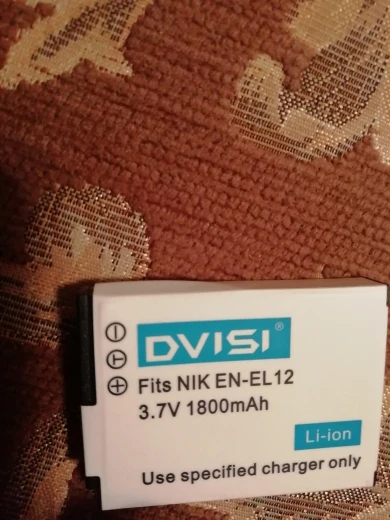 DVISI®
Fits NIK EN-EL12
3.7V 1800mAh
Li-ion
Use specified charger only